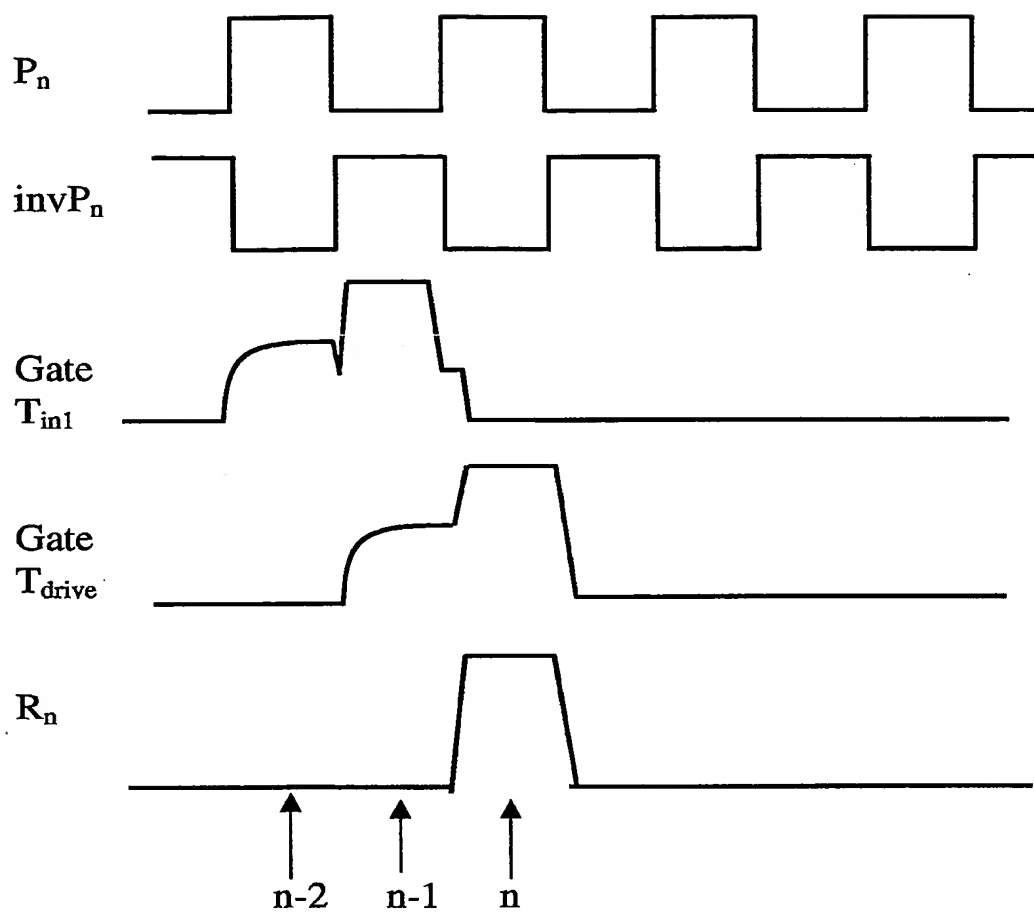 Pn
invPn
Gate
Tin1
Gate
Tdrive
Rn
n-2 n-1 n